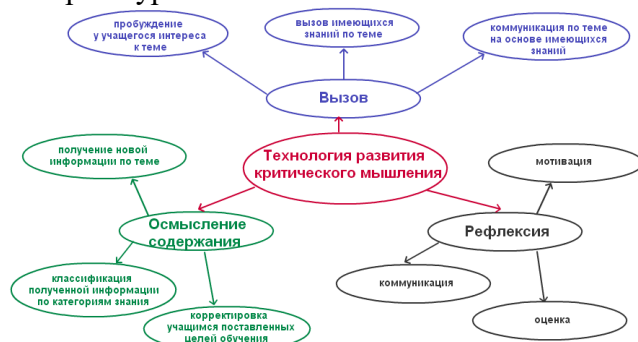 пробуждение
у учащегося интереса
к теме
вызов имеющихся
знаний по теме
коммуникация по теме
на основе имеющихся
знаний
Вызов
получение новой
информации по теме
Технология развития
критического мышления
мотивация
Осмысление
содержания
Рефлексия
классификация
полученной информации
по категориям знания
коммуникация
корректировка
учащимся поставленных
целей обучения
оценка